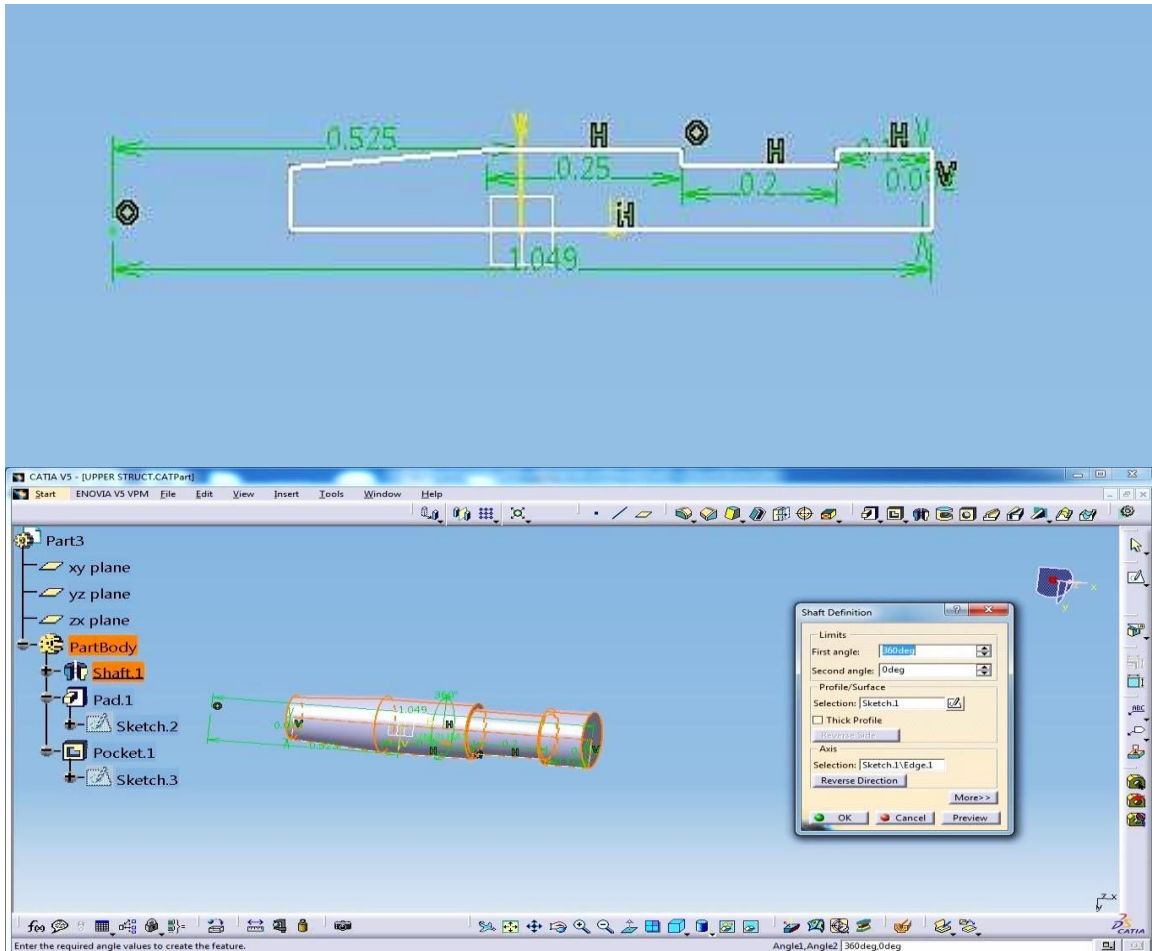 0.525
H
H
H
V
0.25
0.2
V
H
1.049
CATIA V5 - [UPPER STRUCT.CATPart]
Start ENOVIA V5 VPM File Edit View Insert Tools Window Help
Part3
xy plane
yz plane
zx plane
PartBody
Shaft.1
Pad.1
Sketch.2
Pocket.1
Sketch.3
x
y
360°
1.049
H
V
V
H
H
V
Shaft Definition
Limits
First angle: 360deg
Second angle: 0deg
Profile/Surface
Selection: Sketch.1
Thick Profile
Reverse Side
Axis
Selection: Sketch.1\Edge.1
Reverse Direction
More>>
OK Cancel Preview
ABC
z x
y
f(x)
DS CATIA
Enter the required angle values to create the feature. Angle1,Angle2 360deg,0deg